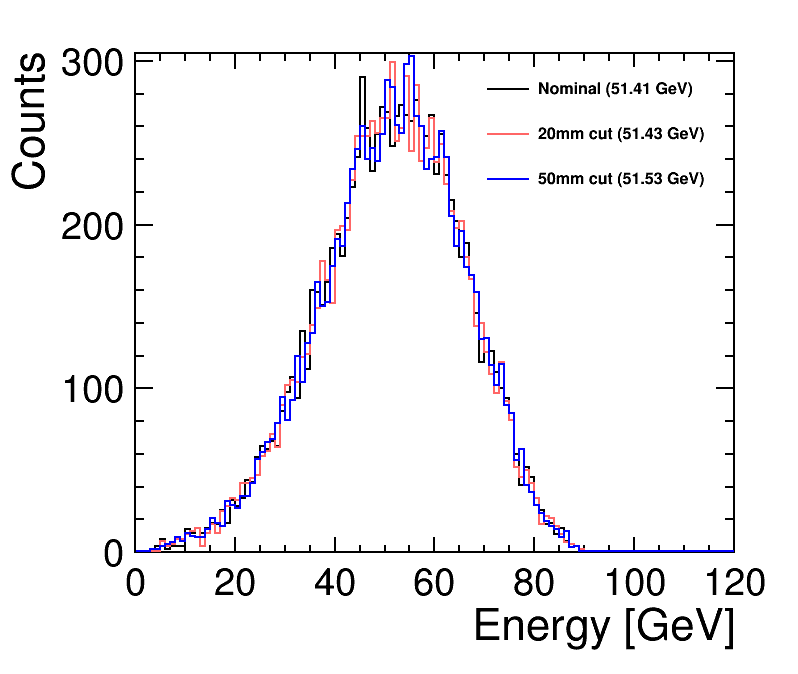 Counts
300
200
100
0
Nominal (51.41 GeV)
20mm cut (51.43 GeV)
50mm cut (51.53 GeV)
0 20 40 60 80 100 120
Energy [GeV]